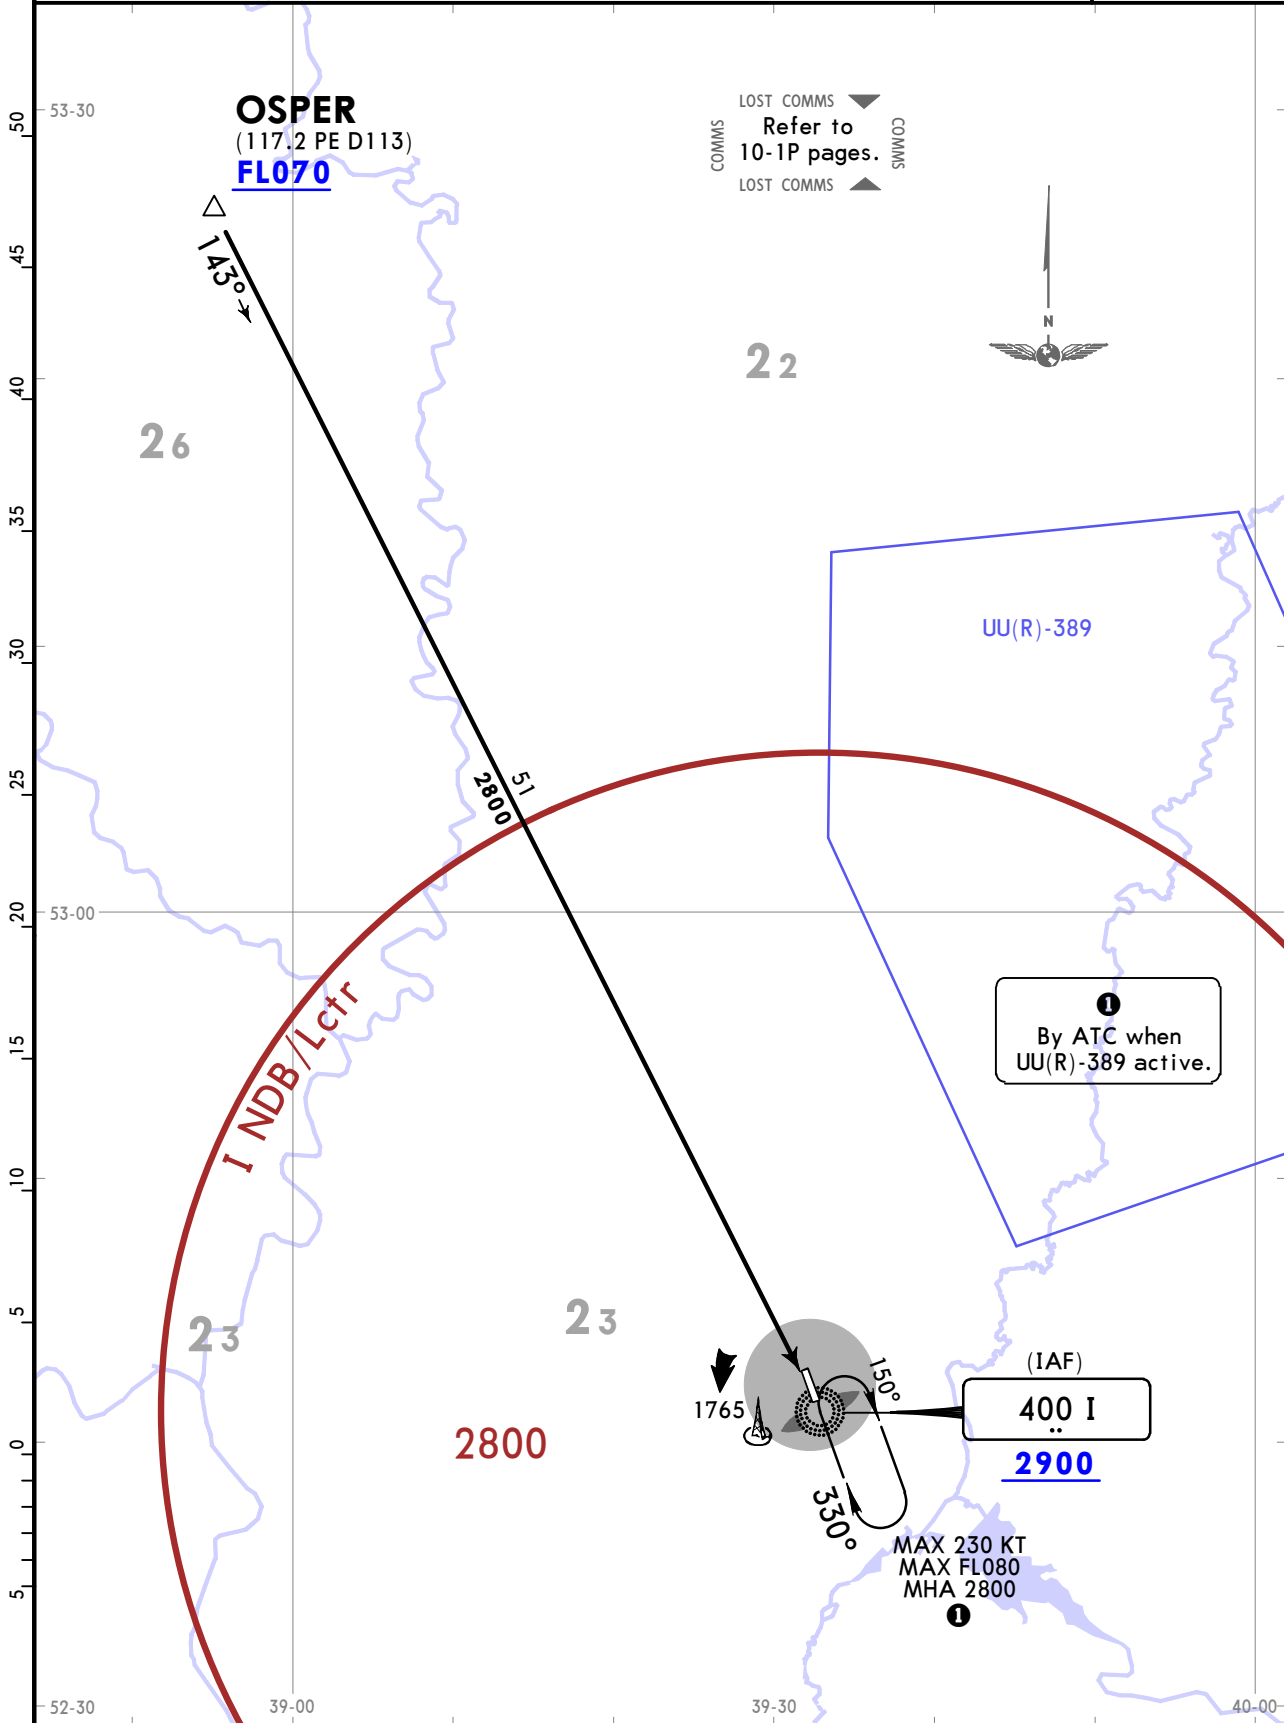 50
53-30
OSPER
(117.2 PE D113)
FL070
LOST COMMS
COMMS
Refer to
10-1P pages.
COMMS
LOST COMMS
45
143°
N
40
22
26
35
30
UU(R)-389
25
51
2800
20
53-00
I NDB/Lctr
1
By ATC when
UU(R)-389 active.
15
10
5
23
23
(IAF)
150°
1765
400 I
..
2900
0
2800
330°
MAX 230 KT
MAX FL080
MHA 2800
1
5
52-30
39-00
39-30
40-00